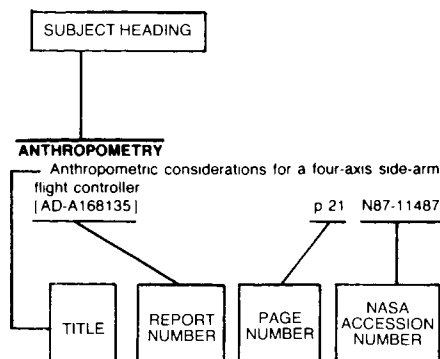 SUBJECT HEADING
ANTHROPOMETRY
Anthropometric considerations for a four-axis side-arm
flight controller
[AD-A168135] p 21 N87-11487
TITLE
REPORT
NUMBER
PAGE
NUMBER
NASA
ACCESSION
NUMBER